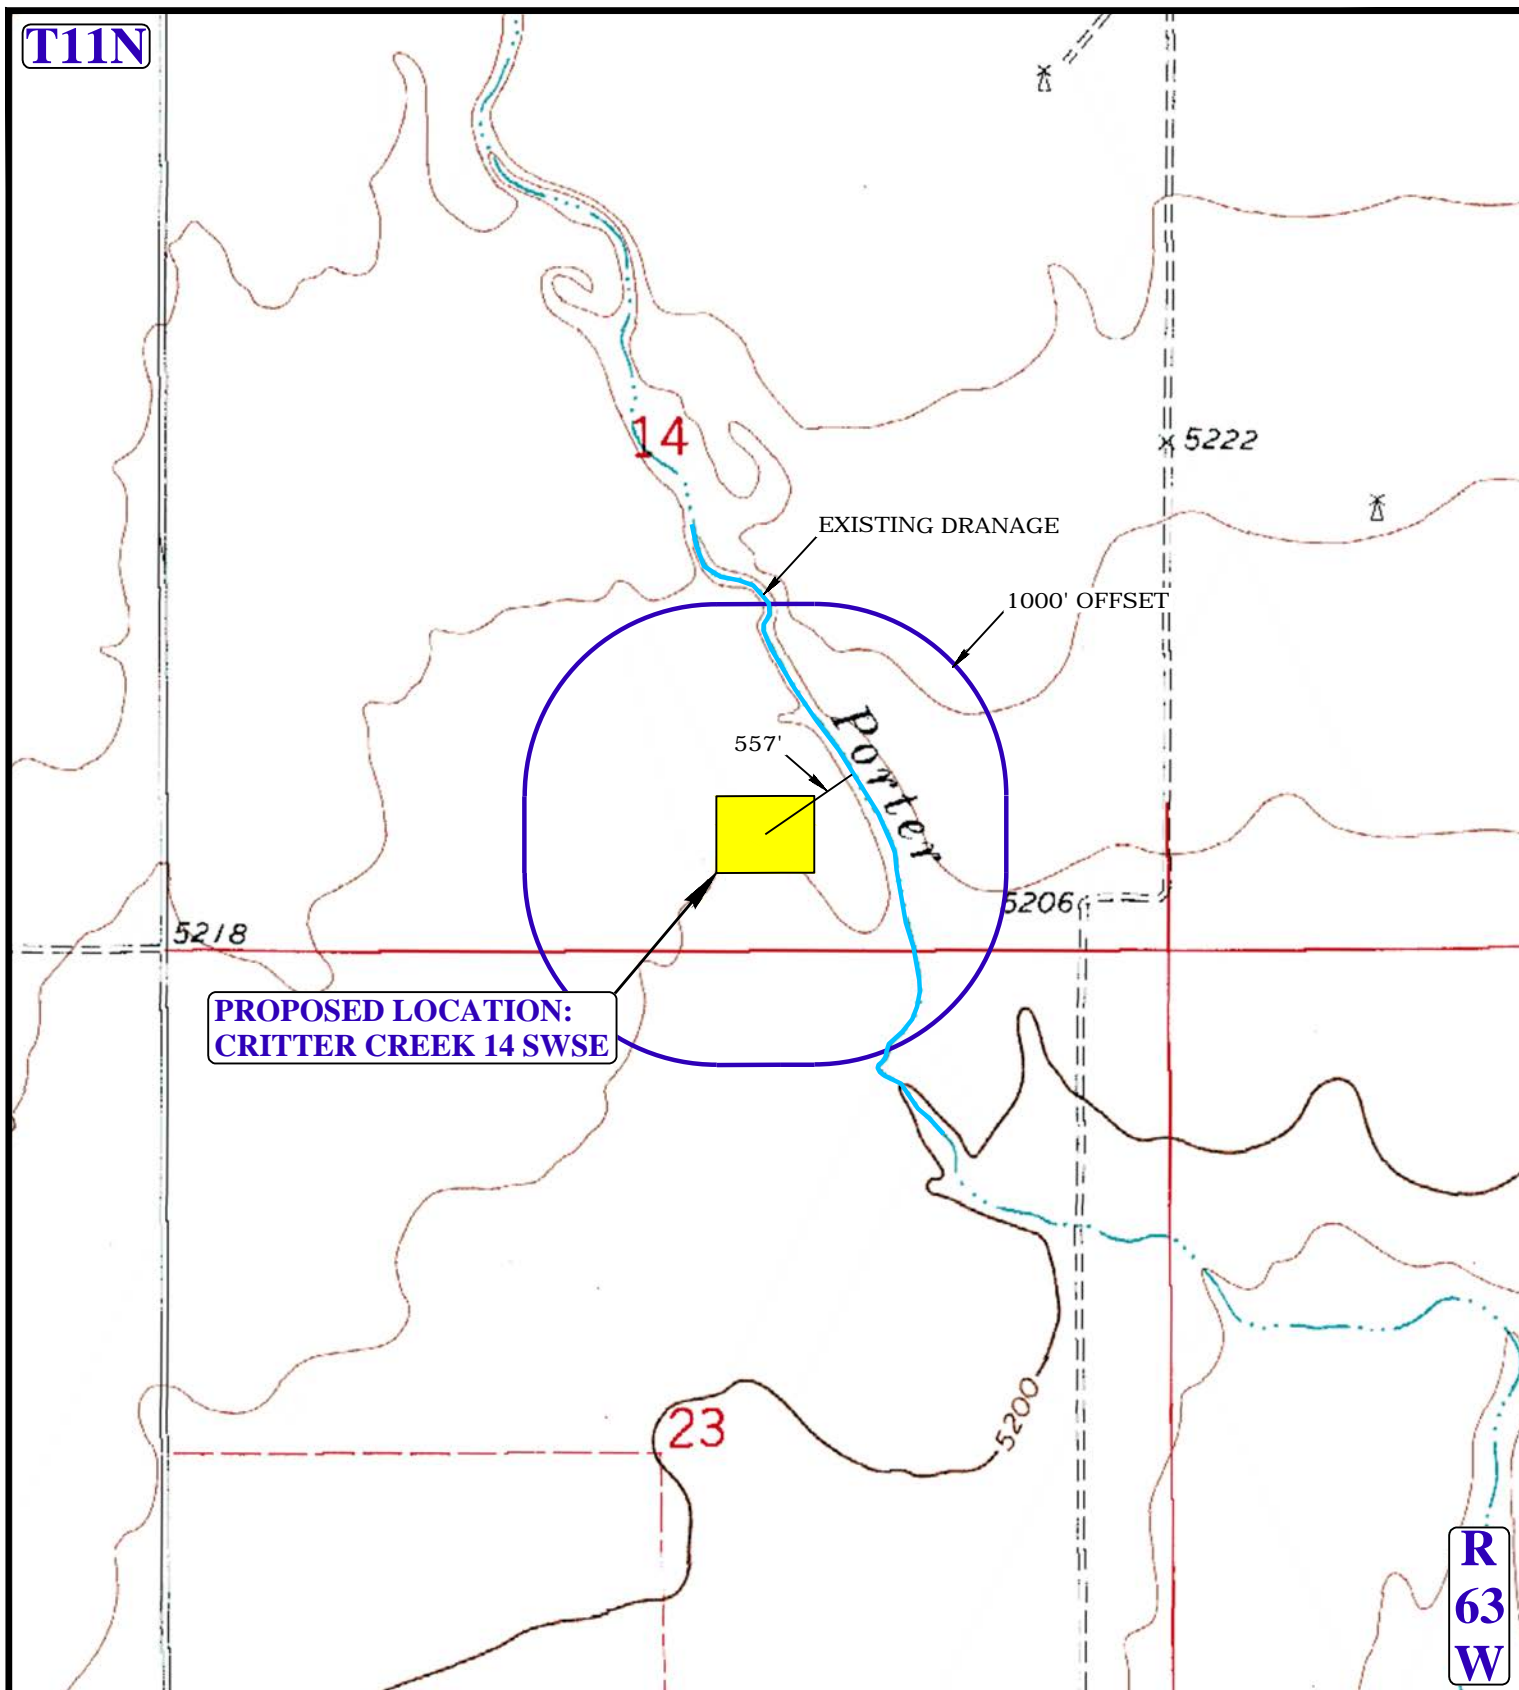 T11N
5222
14
EXISTING DRANAGE
1000' OFFSET
Porter
557'
5206
5218
PROPOSED LOCATION:
CRITTER CREEK 14 SWSE
5200
23
R
63
W